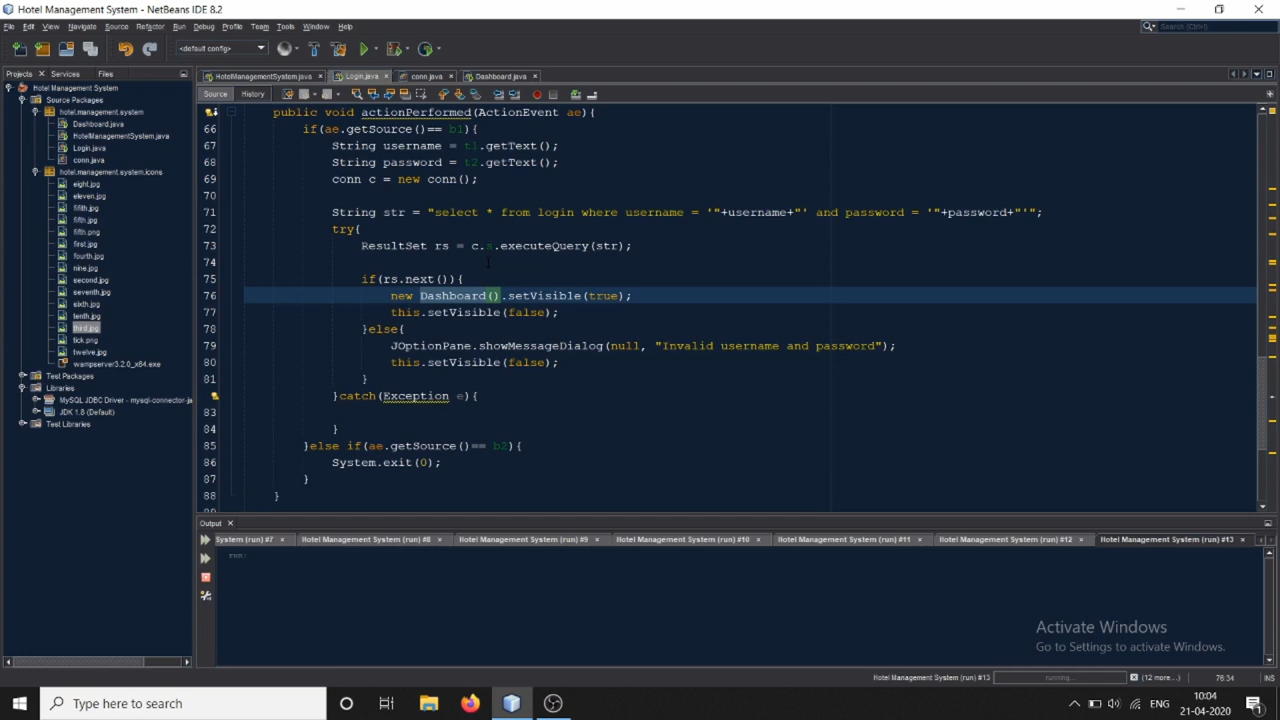 Hotel Management System - NetBeans IDE 8.2
File Edit View Navigate Source Refactor Run Debug Profile Team Tools Window Help
<default config>
Projects Services Files
HotelManagementSystem.java Login.java conn.java Dashboard.java
Source History
Hotel Management System
Source Packages
hotel.management.system
Dashboard.java
HotelManagementSystem.java
Login.java
conn.java
hotel.management.system.icons
eight.jpg
eleven.jpg
fifth.jpg
fifth.png
first.jpg
fourth.jpg
nine.jpg
second.jpg
seventh.jpg
sixth.jpg
tenth.jpg
third.jpg
tick.png
twelve.jpg
wampserver3.2.0_x64.exe
Test Packages
Libraries
MySQL JDBC Driver - mysql-connector-ja
JDK 1.8 (Default)
Test Libraries
public void actionPerformed(ActionEvent ae){
66 if(ae.getSource()== b1){
67 String username = t1.getText();
68 String password = t2.getText();
69 conn c = new conn();
70
71 String str = "select * from login where username = '"+username+"' and password = '"+password+"'";
72 try{
73 ResultSet rs = c.s.executeQuery(str);
74
75 if(rs.next()){
76 new Dashboard().setVisible(true);
77 this.setVisible(false);
78 }else{
79 JOptionPane.showMessageDialog(null, "Invalid username and password");
80 this.setVisible(false);
81 }
82 }catch(Exception e){
83
84 }
85 }else if(ae.getSource()== b2){
86 System.exit(0);
87 }
88 }
Output
System (run) #7 Hotel Management System (run) #8 Hotel Management System (run) #9 Hotel Management System (run) #10 Hotel Management System (run) #11 Hotel Management System (run) #12 Hotel Management System (run) #13
run:
Activate Windows
Go to Settings to activate Windows.
Hotel Management System (run) #13 running... (12 more...) 76:34 INS
Type here to search
ENG
10:04
21-04-2020